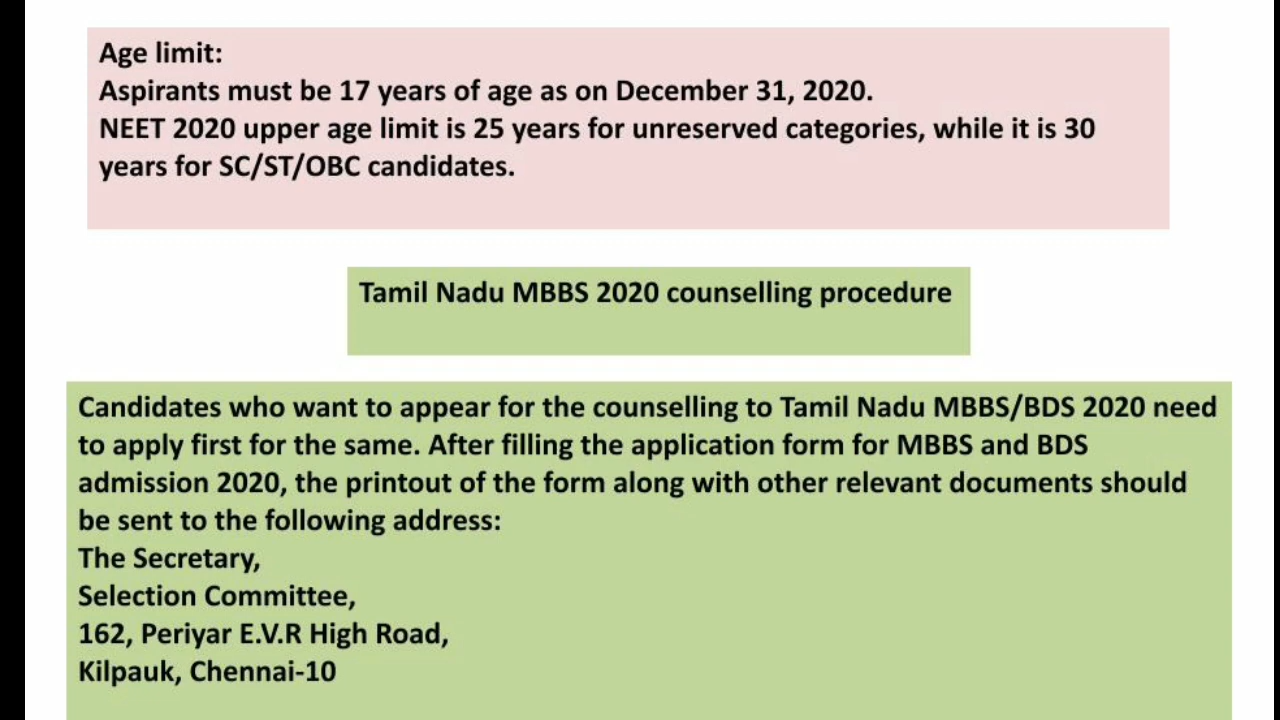 Age limit:
Aspirants must be 17 years of age as on December 31, 2020.
NEET 2020 upper age limit is 25 years for unreserved categories, while it is 30
years for SC/ST/OBC candidates.
Tamil Nadu MBBS 2020 counselling procedure
Candidates who want to appear for the counselling to Tamil Nadu MBBS/BDS 2020 need
to apply first for the same. After filling the application form for MBBS and BDS
admission 2020, the printout of the form along with other relevant documents should
be sent to the following address:
The Secretary,
Selection Committee,
162, Periyar E.V.R High Road,
Kilpauk, Chennai-10